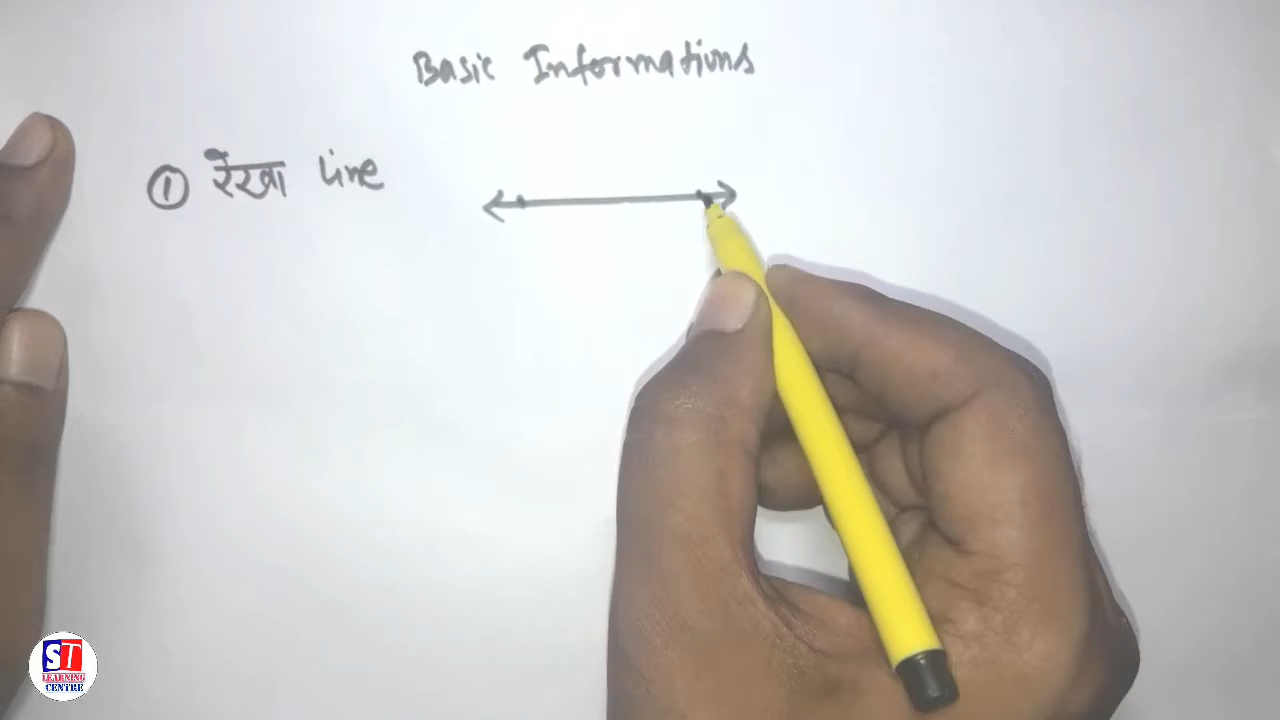 Basic Informations
① रेखा Line
ST
LEARNING
CENTRE